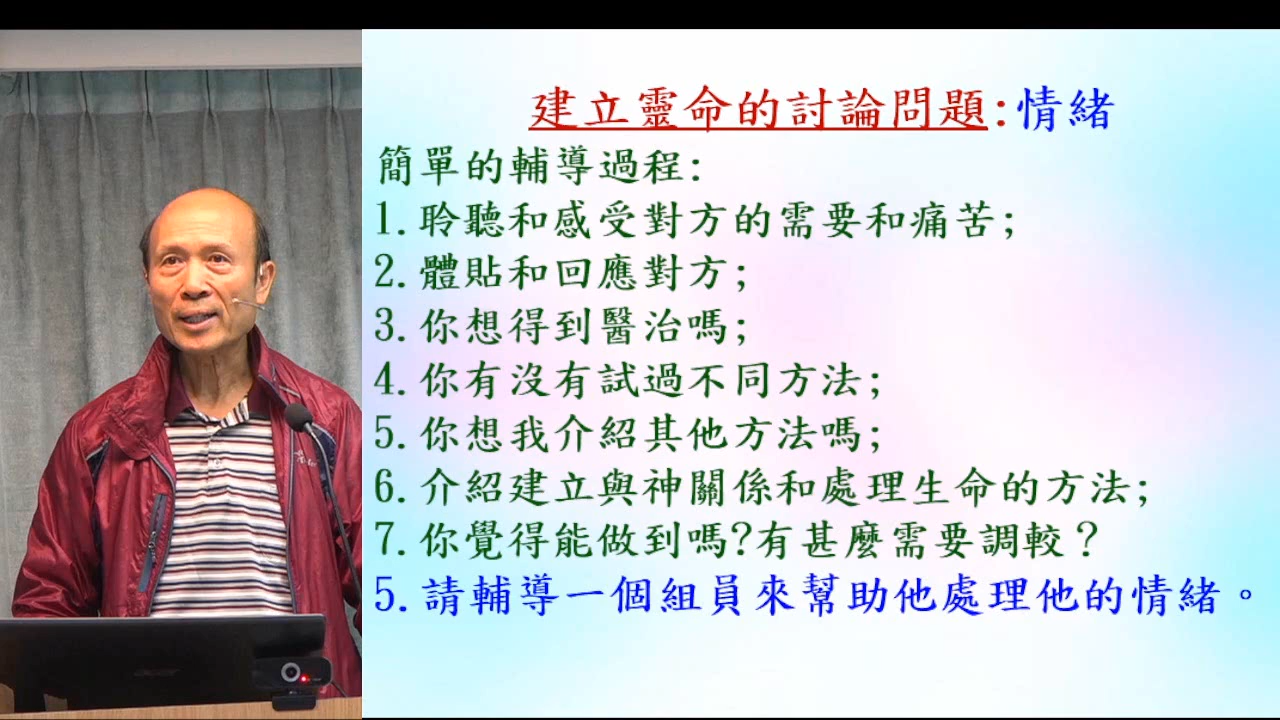 建立靈命的討論問題:情緒
簡單的輔導過程:
1.聆聽和感受對方的需要和痛苦;
2.體貼和回應對方;
3.你想得到醫治嗎;
4.你有沒有試過不同方法;
5.你想我介紹其他方法嗎;
6.介紹建立與神關係和處理生命的方法;
7.你覺得能做到嗎?有甚麼需要調較？
5.請輔導一個組員來幫助他處理他的情緒。
acer